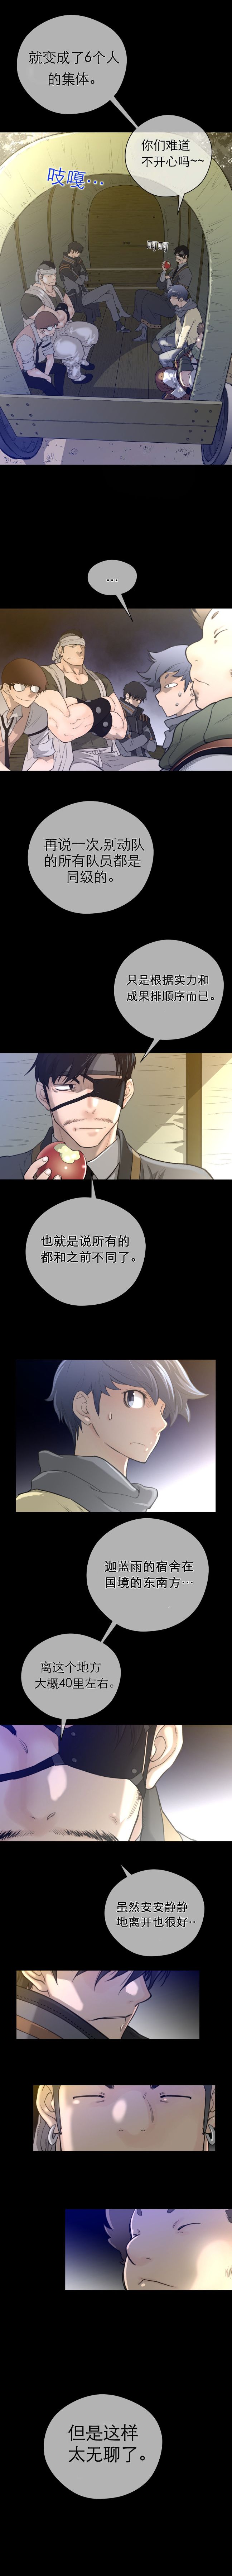 就变成了6个人
的集体。
你们难道
不开心吗~~
吱嘎…
…
再说一次,别动队
的所有队员都是
同级的。
只是根据实力和
成果排顺序而已。
也就是说所有的
都和之前不同了。
迦蓝雨的宿舍在
国境的东南方…
离这个地方
大概40里左右。
虽然安安静静
地离开也很好··
但是这样
太无聊了。